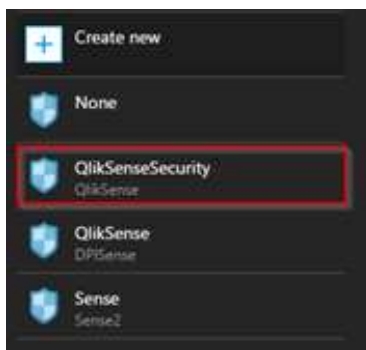 Create new
None
QlikSenseSecurity
QlikSense
QlikSense
DPISense
Sense
Sense2